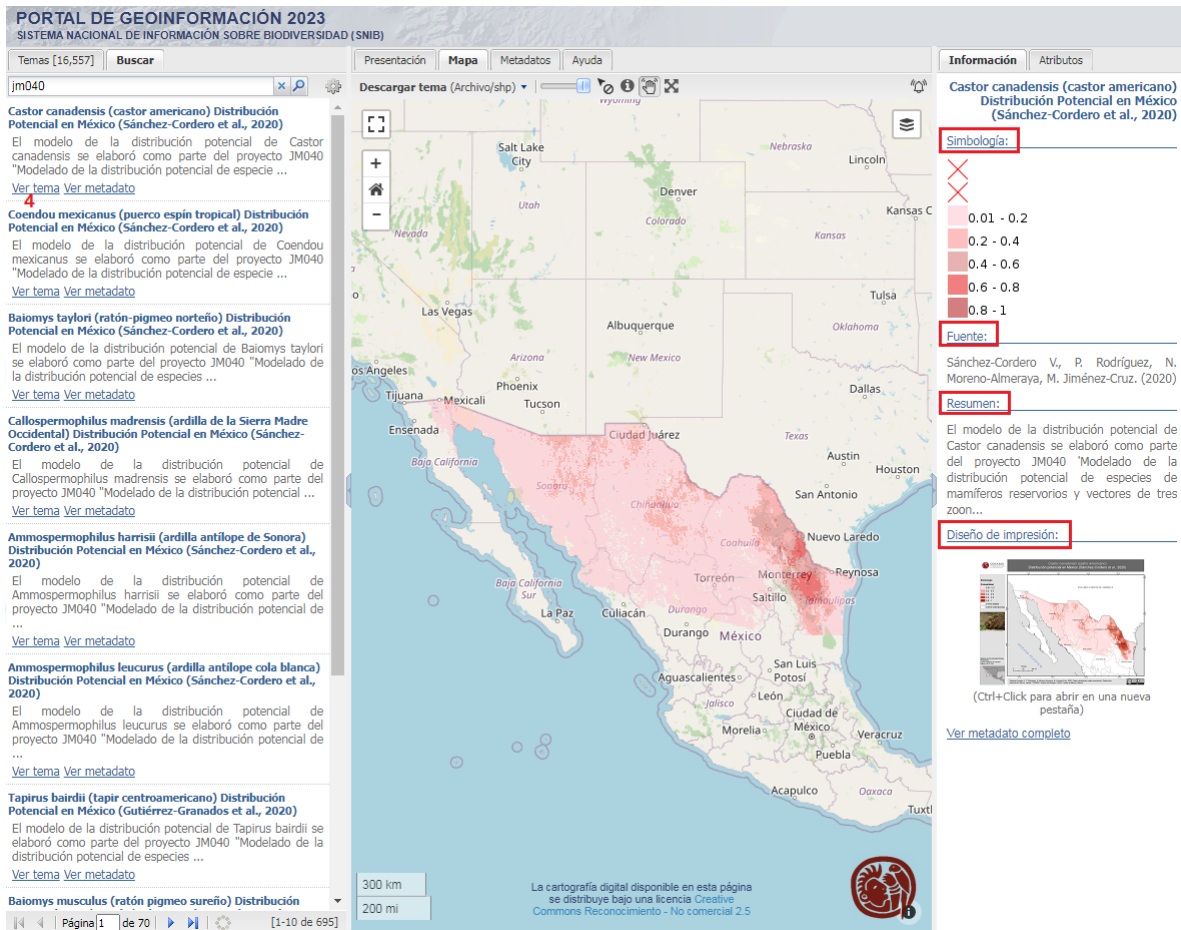 PORTAL DE GEOINFORMACIÓN 2023
SISTEMA NACIONAL DE INFORMACIÓN SOBRE BIODIVERSIDAD (SNIB)
Temas [16,557] Buscar
jm040
Castor canadensis (castor americano) Distribución
Potencial en México (Sánchez-Cordero et al., 2020)
El modelo de la distribución potencial de Castor
canadensis se elaboró como parte del proyecto JM040
"Modelado de la distribución potencial de especie ...
Ver tema Ver metadato
4
Coendou mexicanus (puerco espín tropical) Distribución
Potencial en México (Sánchez-Cordero et al., 2020)
El modelo de la distribución potencial de Coendou
mexicanus se elaboró como parte del proyecto JM040
"Modelado de la distribución potencial de especie ...
Ver tema Ver metadato
Baiomys taylori (ratón-pigmeo norteño) Distribución
Potencial en México (Sánchez-Cordero et al., 2020)
El modelo de la distribución potencial de Baiomys taylori
se elaboró como parte del proyecto JM040 "Modelado de
la distribución potencial de especies ...
Ver tema Ver metadato
Callospermophilus madrensis (ardilla de la Sierra Madre
Occidental) Distribución Potencial en México (Sánchez-
Cordero et al., 2020)
El modelo de la distribución potencial de
Callospermophilus madrensis se elaboró como parte del
proyecto JM040 "Modelado de la distribución potencial ...
Ver tema Ver metadato
Ammospermophilus harrisii (ardilla antílope de Sonora)
Distribución Potencial en México (Sánchez-Cordero et al.,
2020)
El modelo de la distribución potencial de
Ammospermophilus harrisii se elaboró como parte del
proyecto JM040 "Modelado de la distribución potencial de
...
Ver tema Ver metadato
Ammospermophilus leucurus (ardilla antílope cola blanca)
Distribución Potencial en México (Sánchez-Cordero et al.,
2020)
El modelo de la distribución potencial de
Ammospermophilus leucurus se elaboró como parte del
proyecto JM040 "Modelado de la distribución potencial de
...
Ver tema Ver metadato
Tapirus bairdii (tapir centroamericano) Distribución
Potencial en México (Gutiérrez-Granados et al., 2020)
El modelo de la distribución potencial de Tapirus bairdii se
elaboró como parte del proyecto JM040 "Modelado de la
distribución potencial de especies ...
Ver tema Ver metadato
Baiomys musculus (ratón pigmeo sureño) Distribución
Página 1 de 70 [1-10 de 695]
Presentación Mapa Metadatos Ayuda
Descargar tema (Archivo/shp)
Wyoming
Salt Lake
City
Nebraska
Lincoln
Denver
Utah
Colorado
Kansas C
Nevada
Kansas
Las Vegas
Tulsa
Albuquerque
Oklahoma
Arizona
New Mexico
os Angeles
Phoenix
Dallas
Tijuana
Mexicali
Tucson
Ensenada
Ciudad Juárez
Texas
Baja California
Austin
Houston
Sonora
San Antonio
Chihuahua
Coahuila
Nuevo Laredo
Baja California
Sur
Torreón
Monterrey
Reynosa
Saltillo
Tamaulipas
La Paz
Culiacán
Durango
Durango
México
San Luis
Potosí
Aguascalientes
León
Jalisco
Ciudad de
México
Morelia
Veracruz
Puebla
Acapulco
Oaxaca
Tuxtl
300 km
200 mi
La cartografía digital disponible en esta página
se distribuye bajo una licencia Creative
Commons Reconocimiento - No comercial 2.5
Información Atributos
Castor canadensis (castor americano)
Distribución Potencial en México
(Sánchez-Cordero et al., 2020)
Simbología:
0.01 - 0.2
0.2 - 0.4
0.4 - 0.6
0.6 - 0.8
0.8 - 1
Fuente:
Sánchez-Cordero V., P. Rodríguez, N.
Moreno-Almeraya, M. Jiménez-Cruz. (2020)
Resumen:
El modelo de la distribución potencial de
Castor canadensis se elaboró como parte
del proyecto JM040 'Modelado de la
distribución potencial de especies de
mamíferos reservorios y vectores de tres
zoon...
Diseño de impresión:
(Ctrl+Click para abrir en una nueva
pestaña)
Ver metadato completo